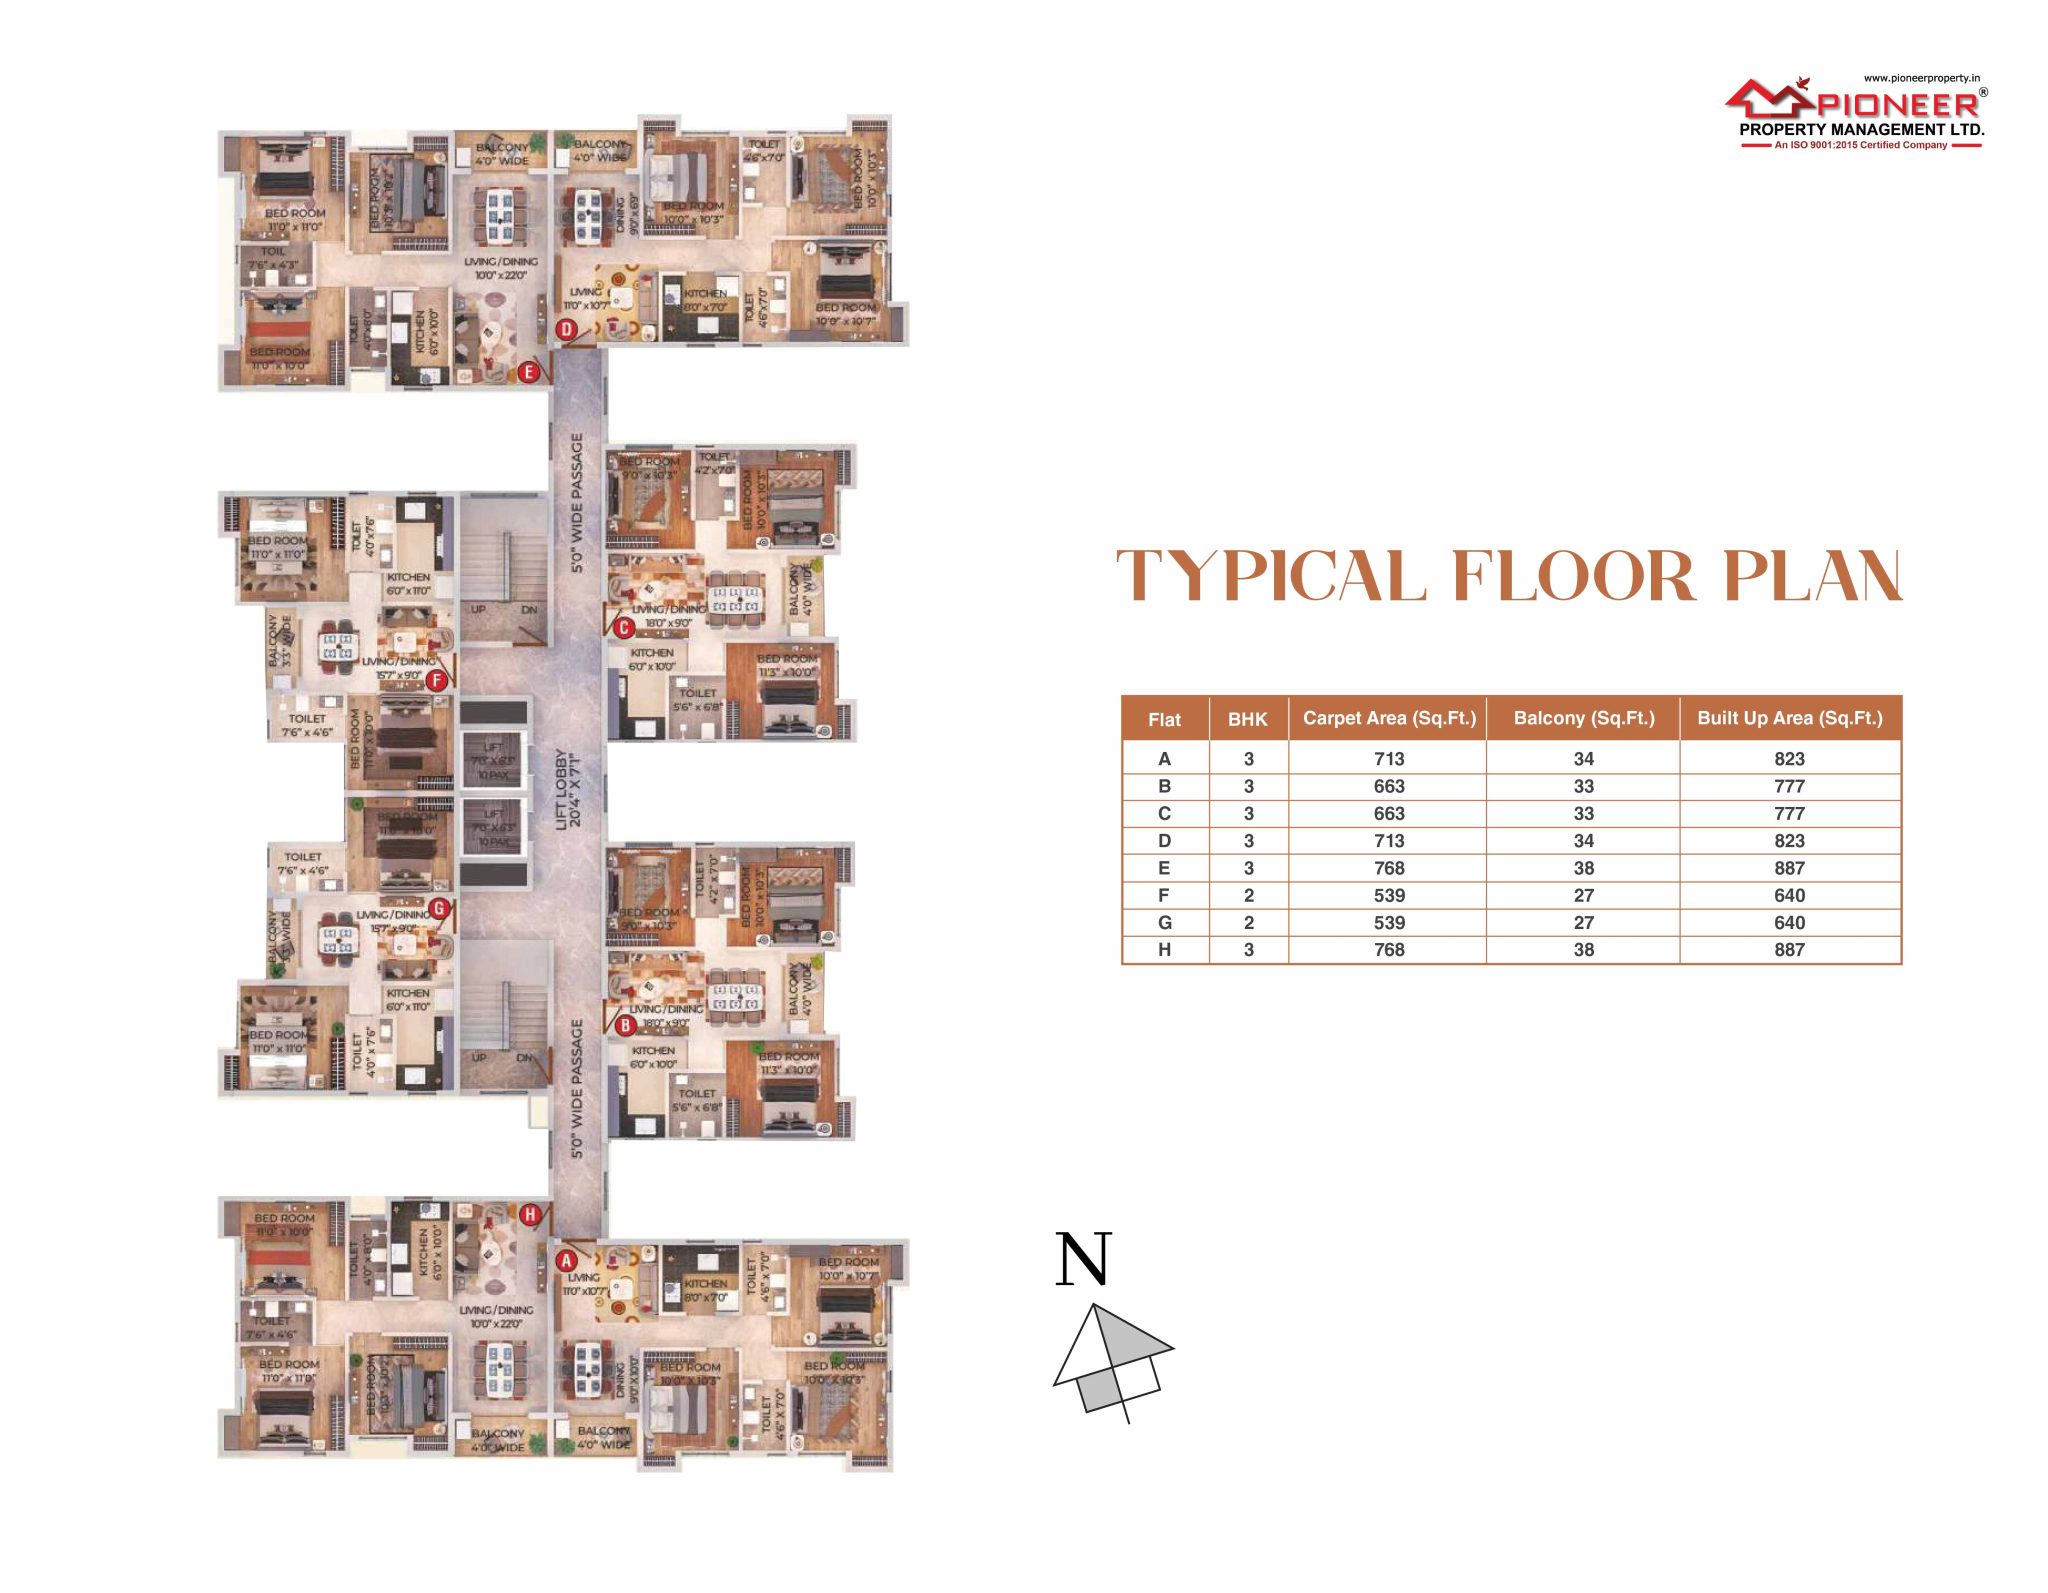 www.pioneerproperty.in
PIONEER®
PROPERTY MANAGEMENT LTD.
An ISO 9001:2015 Certified Company
BALCONY
4'0" WIDE
BALCONY
4'0" WIDE
TOILET
4'6"x7'0"
BED ROOM
11'0" x 11'0"
BED ROOM
10'3" x 10'2"
DINING
9'0" x 6'9"
BED ROOM
10'0" x 10'3"
BED ROOM
10'0" x 10'3"
TOIL
7'6" x 4'3"
LIVING / DINING
10'0" x 22'0"
LIVING
11'0" x 10'7"
KITCHEN
8'0" x 7'0"
TOILET
4'6"x7'0"
BED ROOM
10'0" x 10'7"
BED ROOM
11'0" x 10'0"
TOILET
4'0"x8'0"
KITCHEN
6'0" x 10'0"
D
E
5'0" WIDE PASSAGE
BED ROOM
9'0" x 10'3"
TOILET
4'2"x7'0"
BED ROOM
10'0" x 10'3"
BED ROOM
11'0" x 11'0"
TOILET
4'0"x7'6"
KITCHEN
6'0" x 11'0"
UP
DN
BALCONY
3'3" WIDE
LIVING / DINING
15'7" x 9'0"
F
LIVING / DINING
18'0" x 9'0"
C
BALCONY
4'0" WIDE
KITCHEN
6'0" x 10'0"
TOILET
5'6" x 6'8"
BED ROOM
11'3" x 10'0"
TOILET
7'6" x 4'6"
BED ROOM
11'0" x 10'0"
LIFT
7'0" X 6'3"
10 PAX
LIFT LOBBY
20'4" X 7'1"
LIFT
7'0" X 6'3"
10 PAX
BED ROOM
11'0" x 10'0"
TOILET
7'6" x 4'6"
BALCONY
3'3" WIDE
LIVING / DINING
15'7" x 9'0"
G
BED ROOM
9'0" x 10'3"
TOILET
4'2" x 7'0"
BED ROOM
10'0" x 10'3"
KITCHEN
6'0" x 11'0"
BED ROOM
11'0" x 11'0"
TOILET
4'0" x 7'6"
UP
DN
5'0" WIDE PASSAGE
LIVING / DINING
18'0" x 9'0"
B
BALCONY
4'0" WIDE
KITCHEN
6'0" x 10'0"
TOILET
5'6" x 6'8"
BED ROOM
11'3" x 10'0"
BED ROOM
11'0" x 10'0"
TOILET
4'0" x 8'0"
KITCHEN
6'0" x 10'0"
H
A
LIVING
11'0" x10'7"
KITCHEN
8'0" x 7'0"
TOILET
4'6" x 7'0"
BED ROOM
10'0" x 10'7"
TOILET
7'6" x 4'6"
LIVING / DINING
10'0" x 22'0"
BED ROOM
11'0" x 11'0"
BED ROOM
10'3" x 10'2"
DINING
9'0" X 10'0"
BED ROOM
10'0" X 10'3"
TOILET
4'6" X 7'0"
BED ROOM
10'0" x 10'3"
BALCONY
4'0" WIDE
BALCONY
4'0" WIDE
TYPICAL FLOOR PLAN
Flat BHK Carpet Area (Sq.Ft.) Balcony (Sq.Ft.) Built Up Area (Sq.Ft.)
A 3 713 34 823
B 3 663 33 777
C 3 663 33 777
D 3 713 34 823
E 3 768 38 887
F 2 539 27 640
G 2 539 27 640
H 3 768 38 887
N